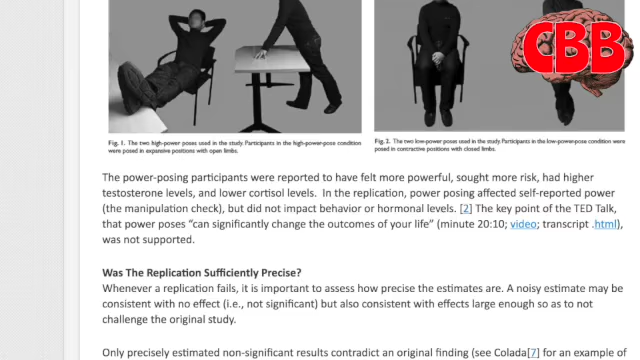 CBB
Fig. 1. The two high-power poses used in the study. Participants in the high-power-pose condition
were posed in expansive positions with open limbs.
Fig. 2. The two low-power poses used in the study. Participants in the low-power-pose condition were
posed in contractive positions with closed limbs.
The power-posing participants were reported to have felt more powerful, sought more risk, had higher
testosterone levels, and lower cortisol levels.  In the replication, power posing affected self-reported power
(the manipulation check), but did not impact behavior or hormonal levels. [2] The key point of the TED Talk,
that power poses “can significantly change the outcomes of your life” (minute 20:10; video; transcript .html),
was not supported.
Was The Replication Sufficiently Precise?
Whenever a replication fails, it is important to assess how precise the estimates are. A noisy estimate may be
consistent with no effect (i.e., not significant) but also consistent with effects large enough so as to not
challenge the original study.
Only precisely estimated non-significant results contradict an original finding (see Colada[7] for an example of